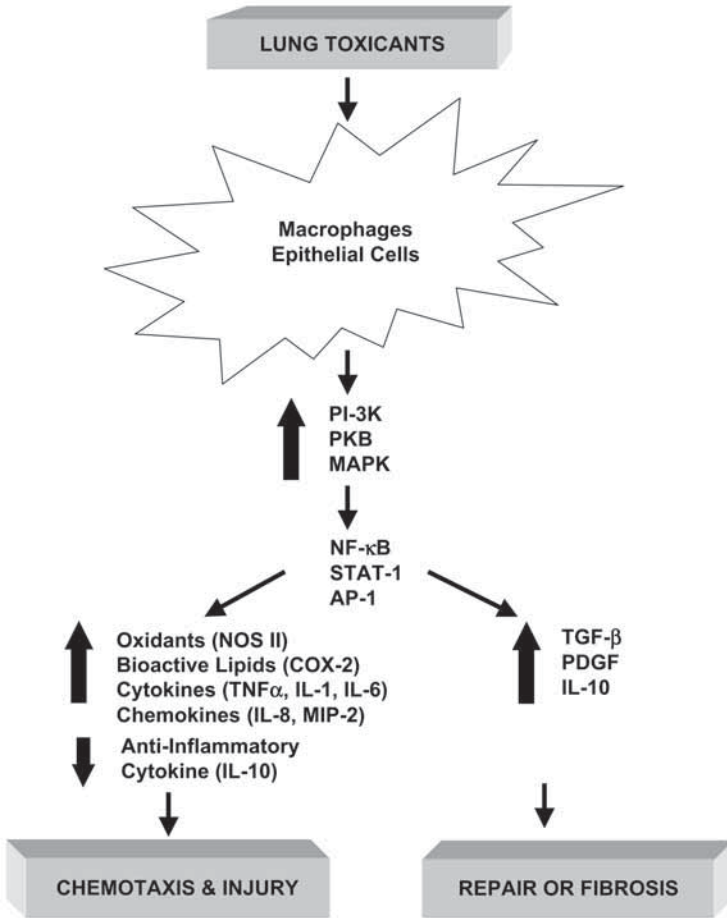 LUNG TOXICANTS
Macrophages
Epithelial Cells
PI-3K
PKB
MAPK
NF-κB
STAT-1
AP-1
Oxidants (NOS II)
Bioactive Lipids (COX-2)
Cytokines (TNFα, IL-1, IL-6)
Chemokines (IL-8, MIP-2)
Anti-Inflammatory
Cytokine (IL-10)
TGF-β
PDGF
IL-10
CHEMOTAXIS & INJURY
REPAIR OR FIBROSIS